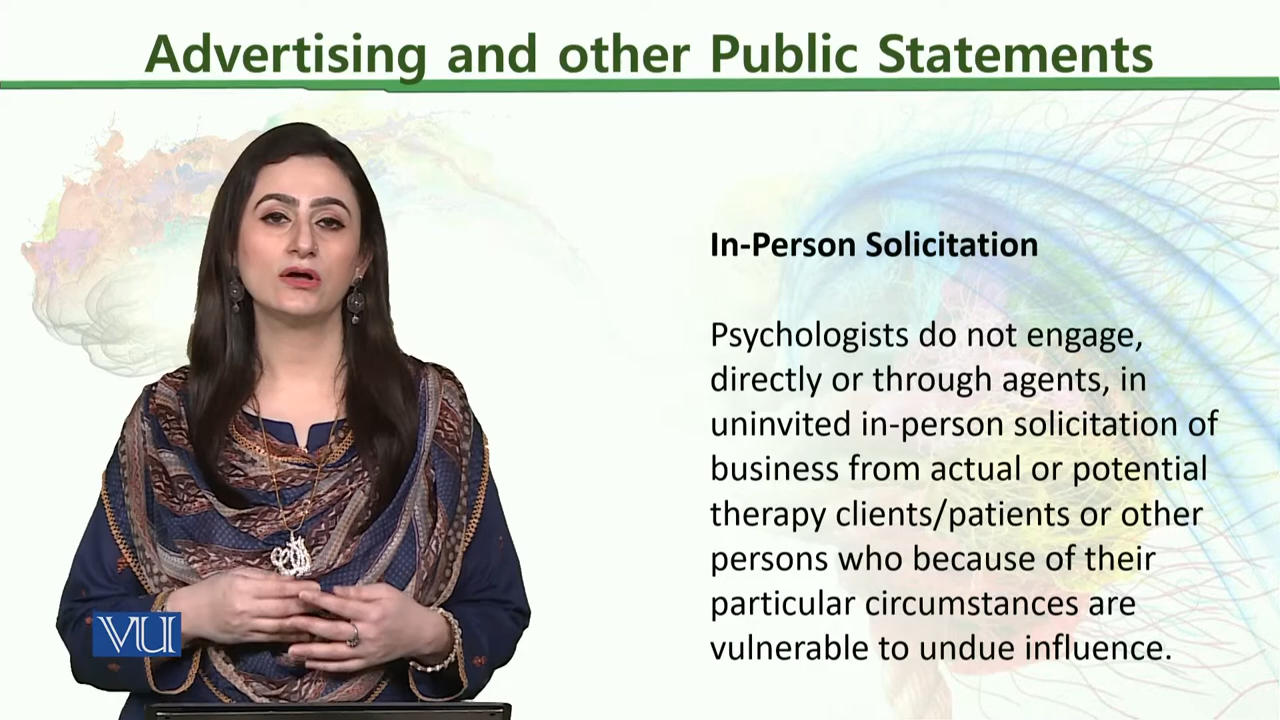 Advertising and other Public Statements
In-Person Solicitation
Psychologists do not engage,
directly or through agents, in
uninvited in-person solicitation of
business from actual or potential
therapy clients/patients or other
persons who because of their
particular circumstances are
vulnerable to undue influence.
VU